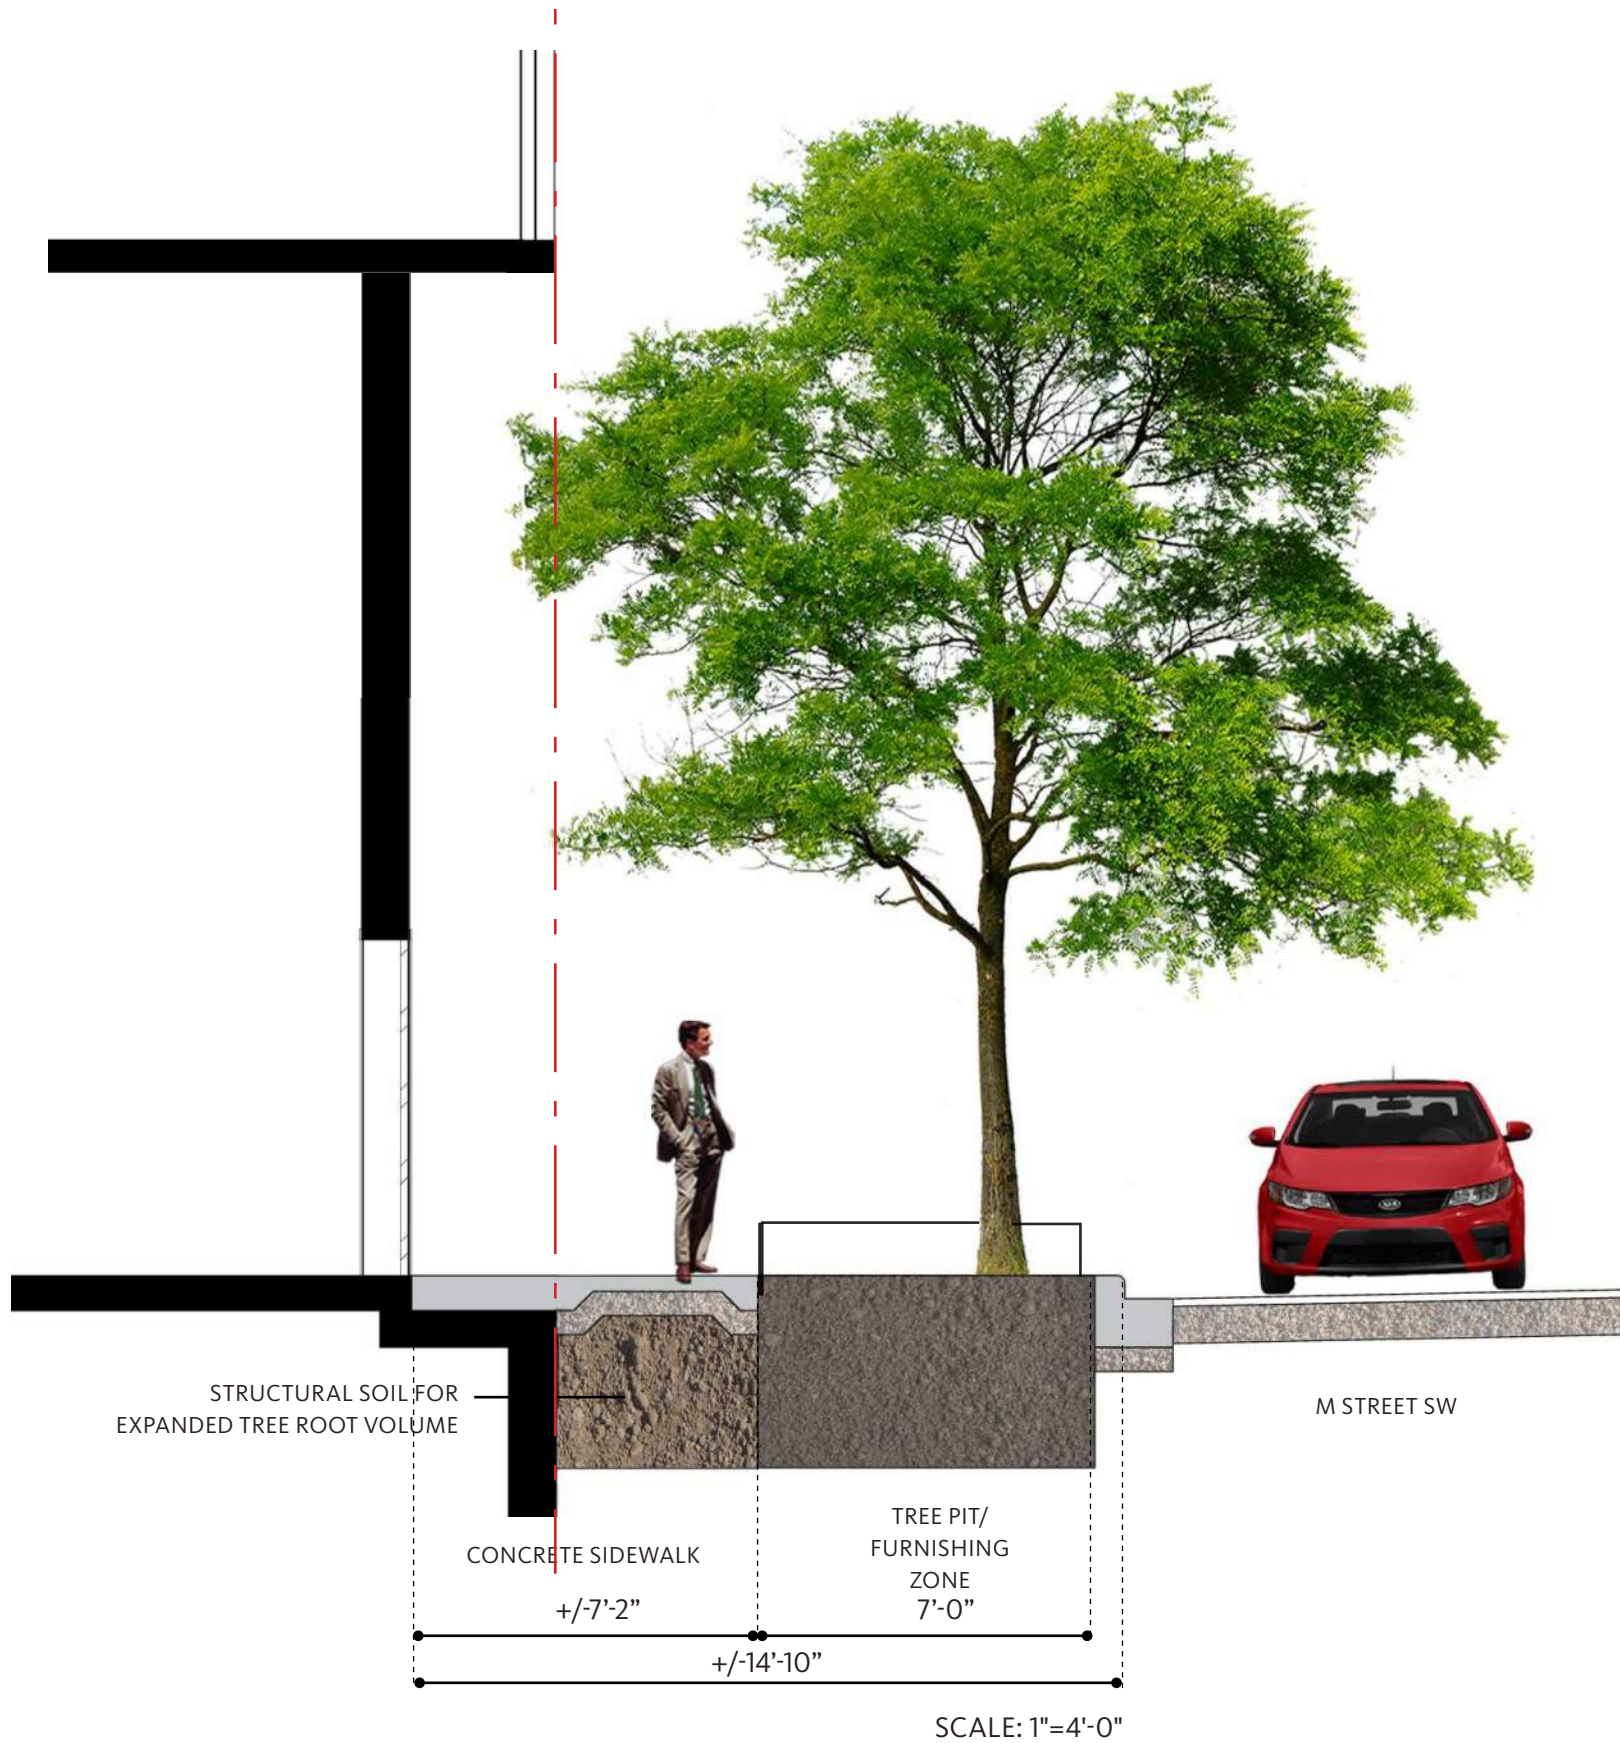 STRUCTURAL SOIL FOR
EXPANDED TREE ROOT VOLUME
M STREET SW
CONCRETE SIDEWALK
+/-7'-2”
TREE PIT/
FURNISHING
ZONE
7'-0”
+/-14'-10”
SCALE: 1"=4'-0"